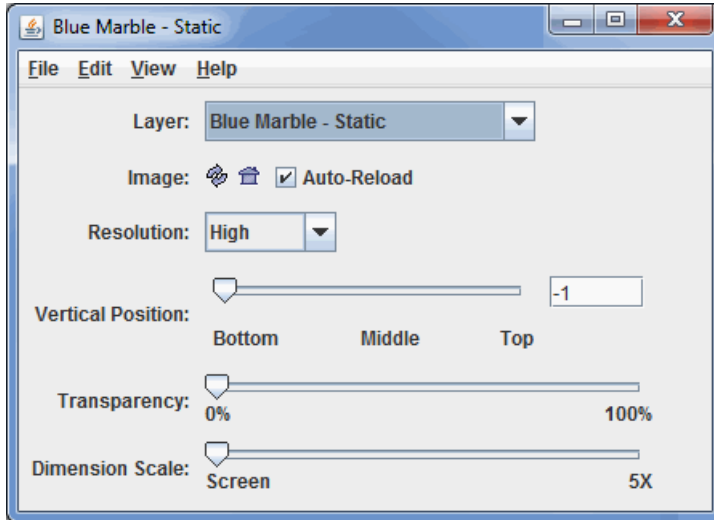 Blue Marble - Static
File Edit View Help
Layer: Blue Marble - Static
Image: Auto-Reload
Resolution: High
-1
Vertical Position:
Bottom Middle Top
Transparency:
0% 100%
Dimension Scale:
Screen 5X